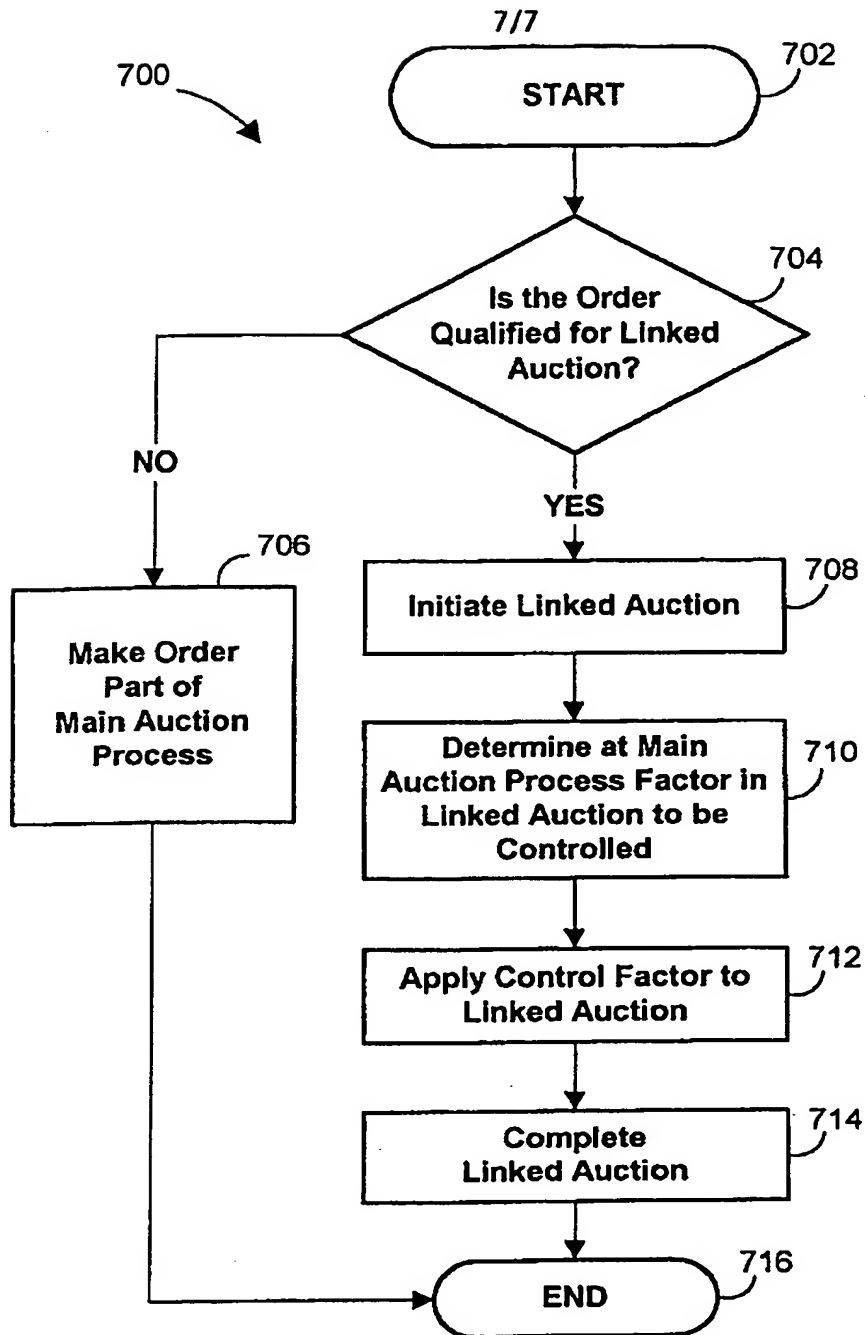 7/7
700
702
START
704
Is the Order
Qualified for Linked
Auction?
NO
YES
706
Make Order
Part of
Main Auction
Process
708
Initiate Linked Auction
710
Determine at Main
Auction Process Factor in
Linked Auction to be
Controlled
712
Apply Control Factor to
Linked Auction
714
Complete
Linked Auction
716
END